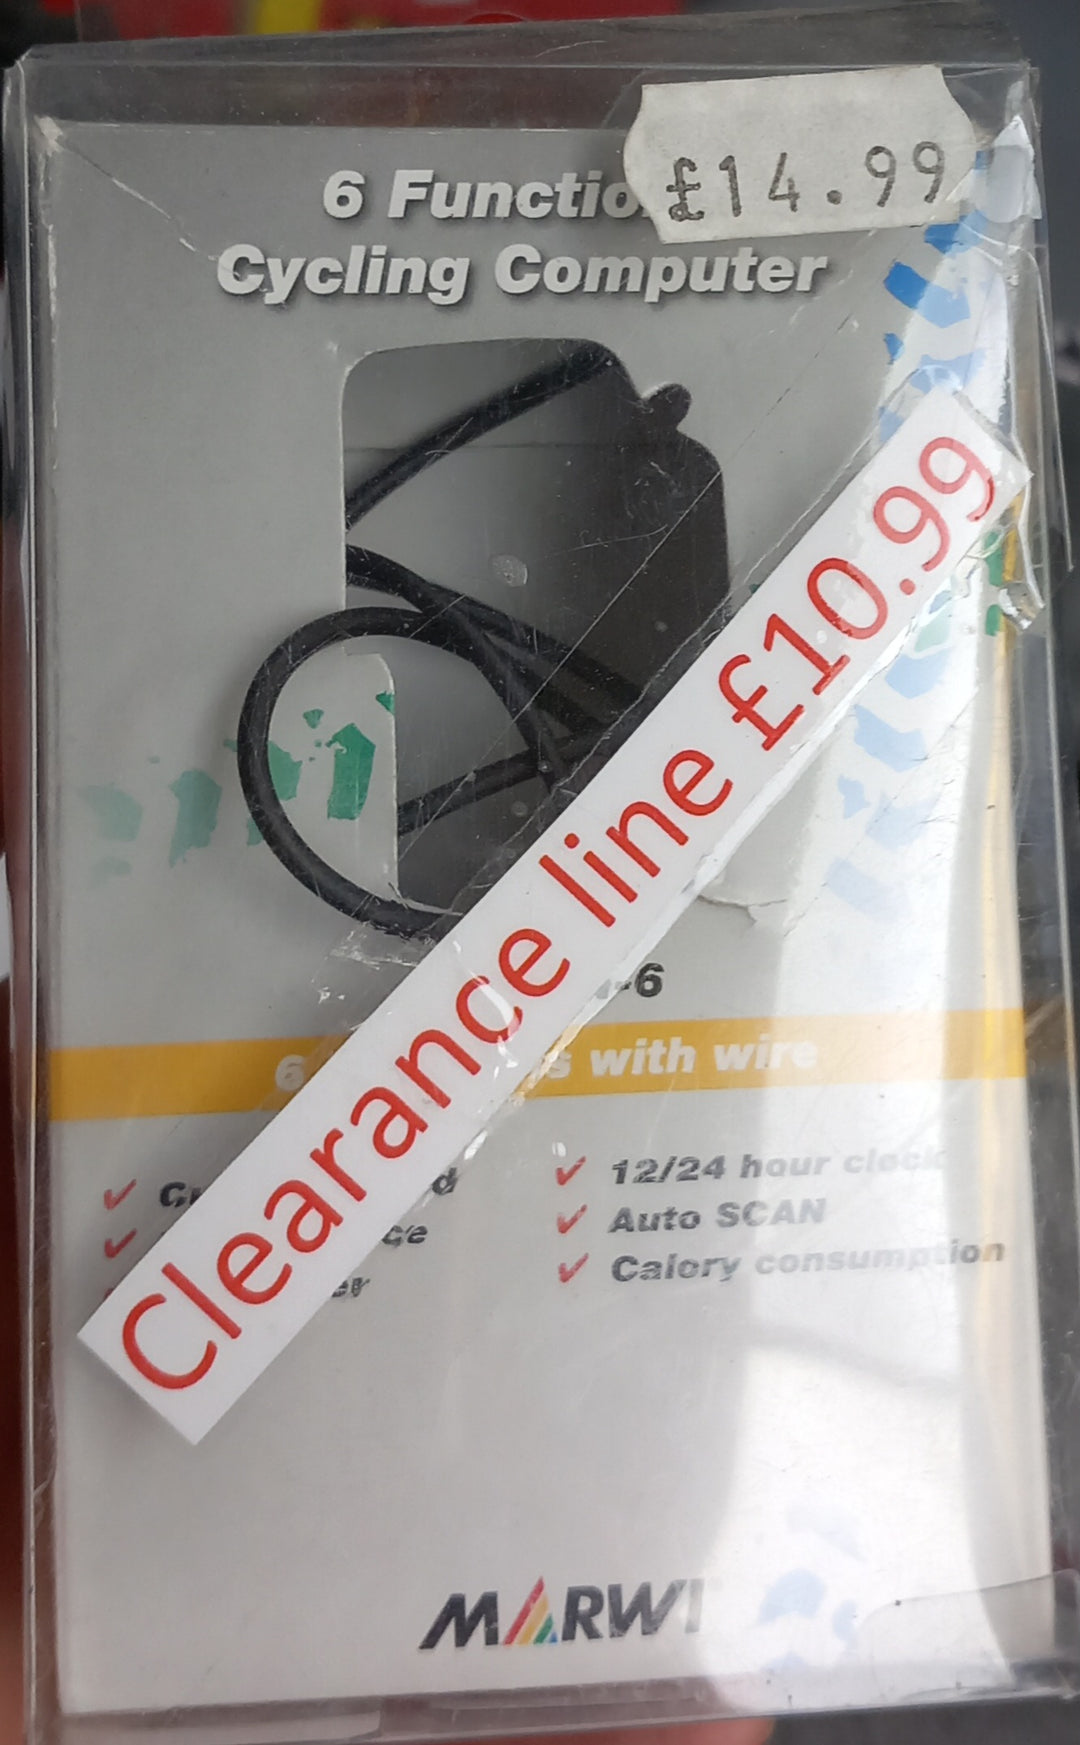 £14.99
6 Functio
Cycling Computer
Clearance line £10.99
-6
6 s with wire
12/24 hour clock
Auto SCAN
Calory consumption
MARWI